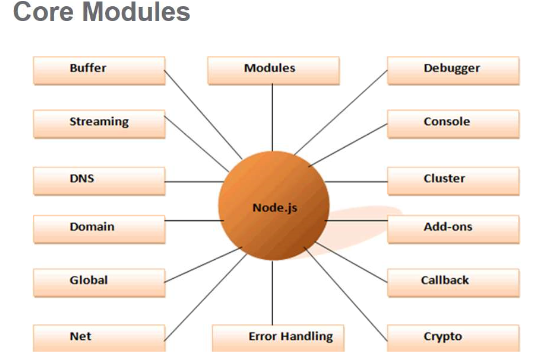 Core Modules
Buffer
Modules
Debugger
Streaming
Console
DNS
Cluster
Node.js
Domain
Add-ons
Global
Callback
Net
Error Handling
Crypto